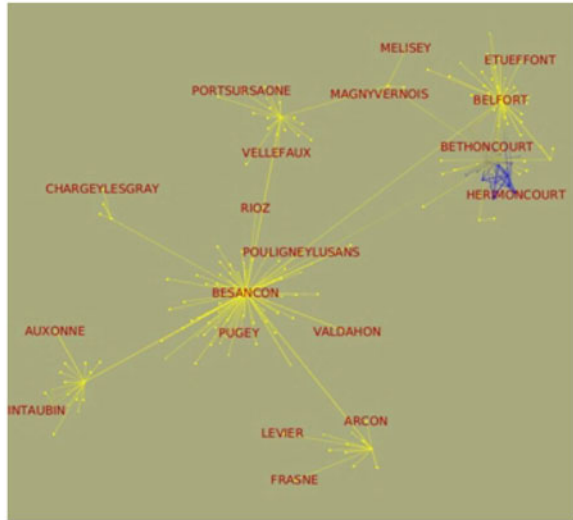 MELISEY
ETUEFFONT
PORTSURSAONE
MAGNYVERNOIS
BELFORT
BETHONCOURT
VELLEFAUX
CHARGEYLESGRAY
HERIMONCOURT
RIOZ
POULIGNEYLUSANS
BESANCON
AUXONNE
PUGEY
VALDAHON
INTAUBIN
ARCON
LEVIER
FRASNE